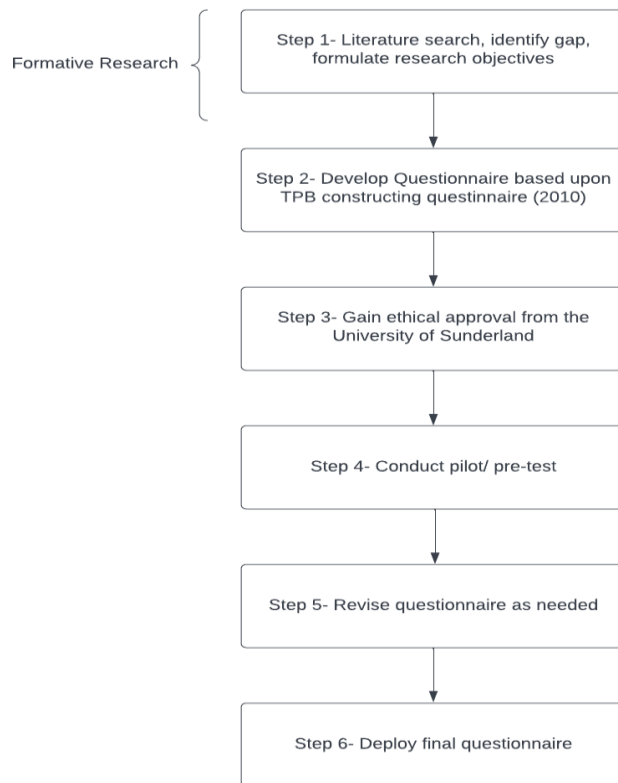 Formative Research
Step 1- Literature search, identify gap,
formulate research objectives
Step 2- Develop Questionnaire based upon
TPB constructing questinnaire (2010)
Step 3- Gain ethical approval from the
University of Sunderland
Step 4- Conduct pilot/ pre-test
Step 5- Revise questionnaire as needed
Step 6- Deploy final questionnaire